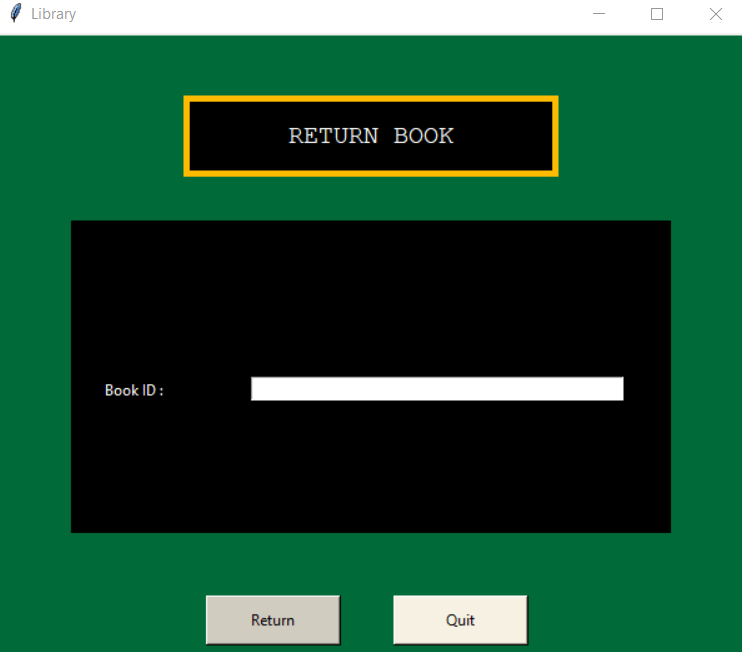 Library
RETURN BOOK
Book ID :
Return
Quit